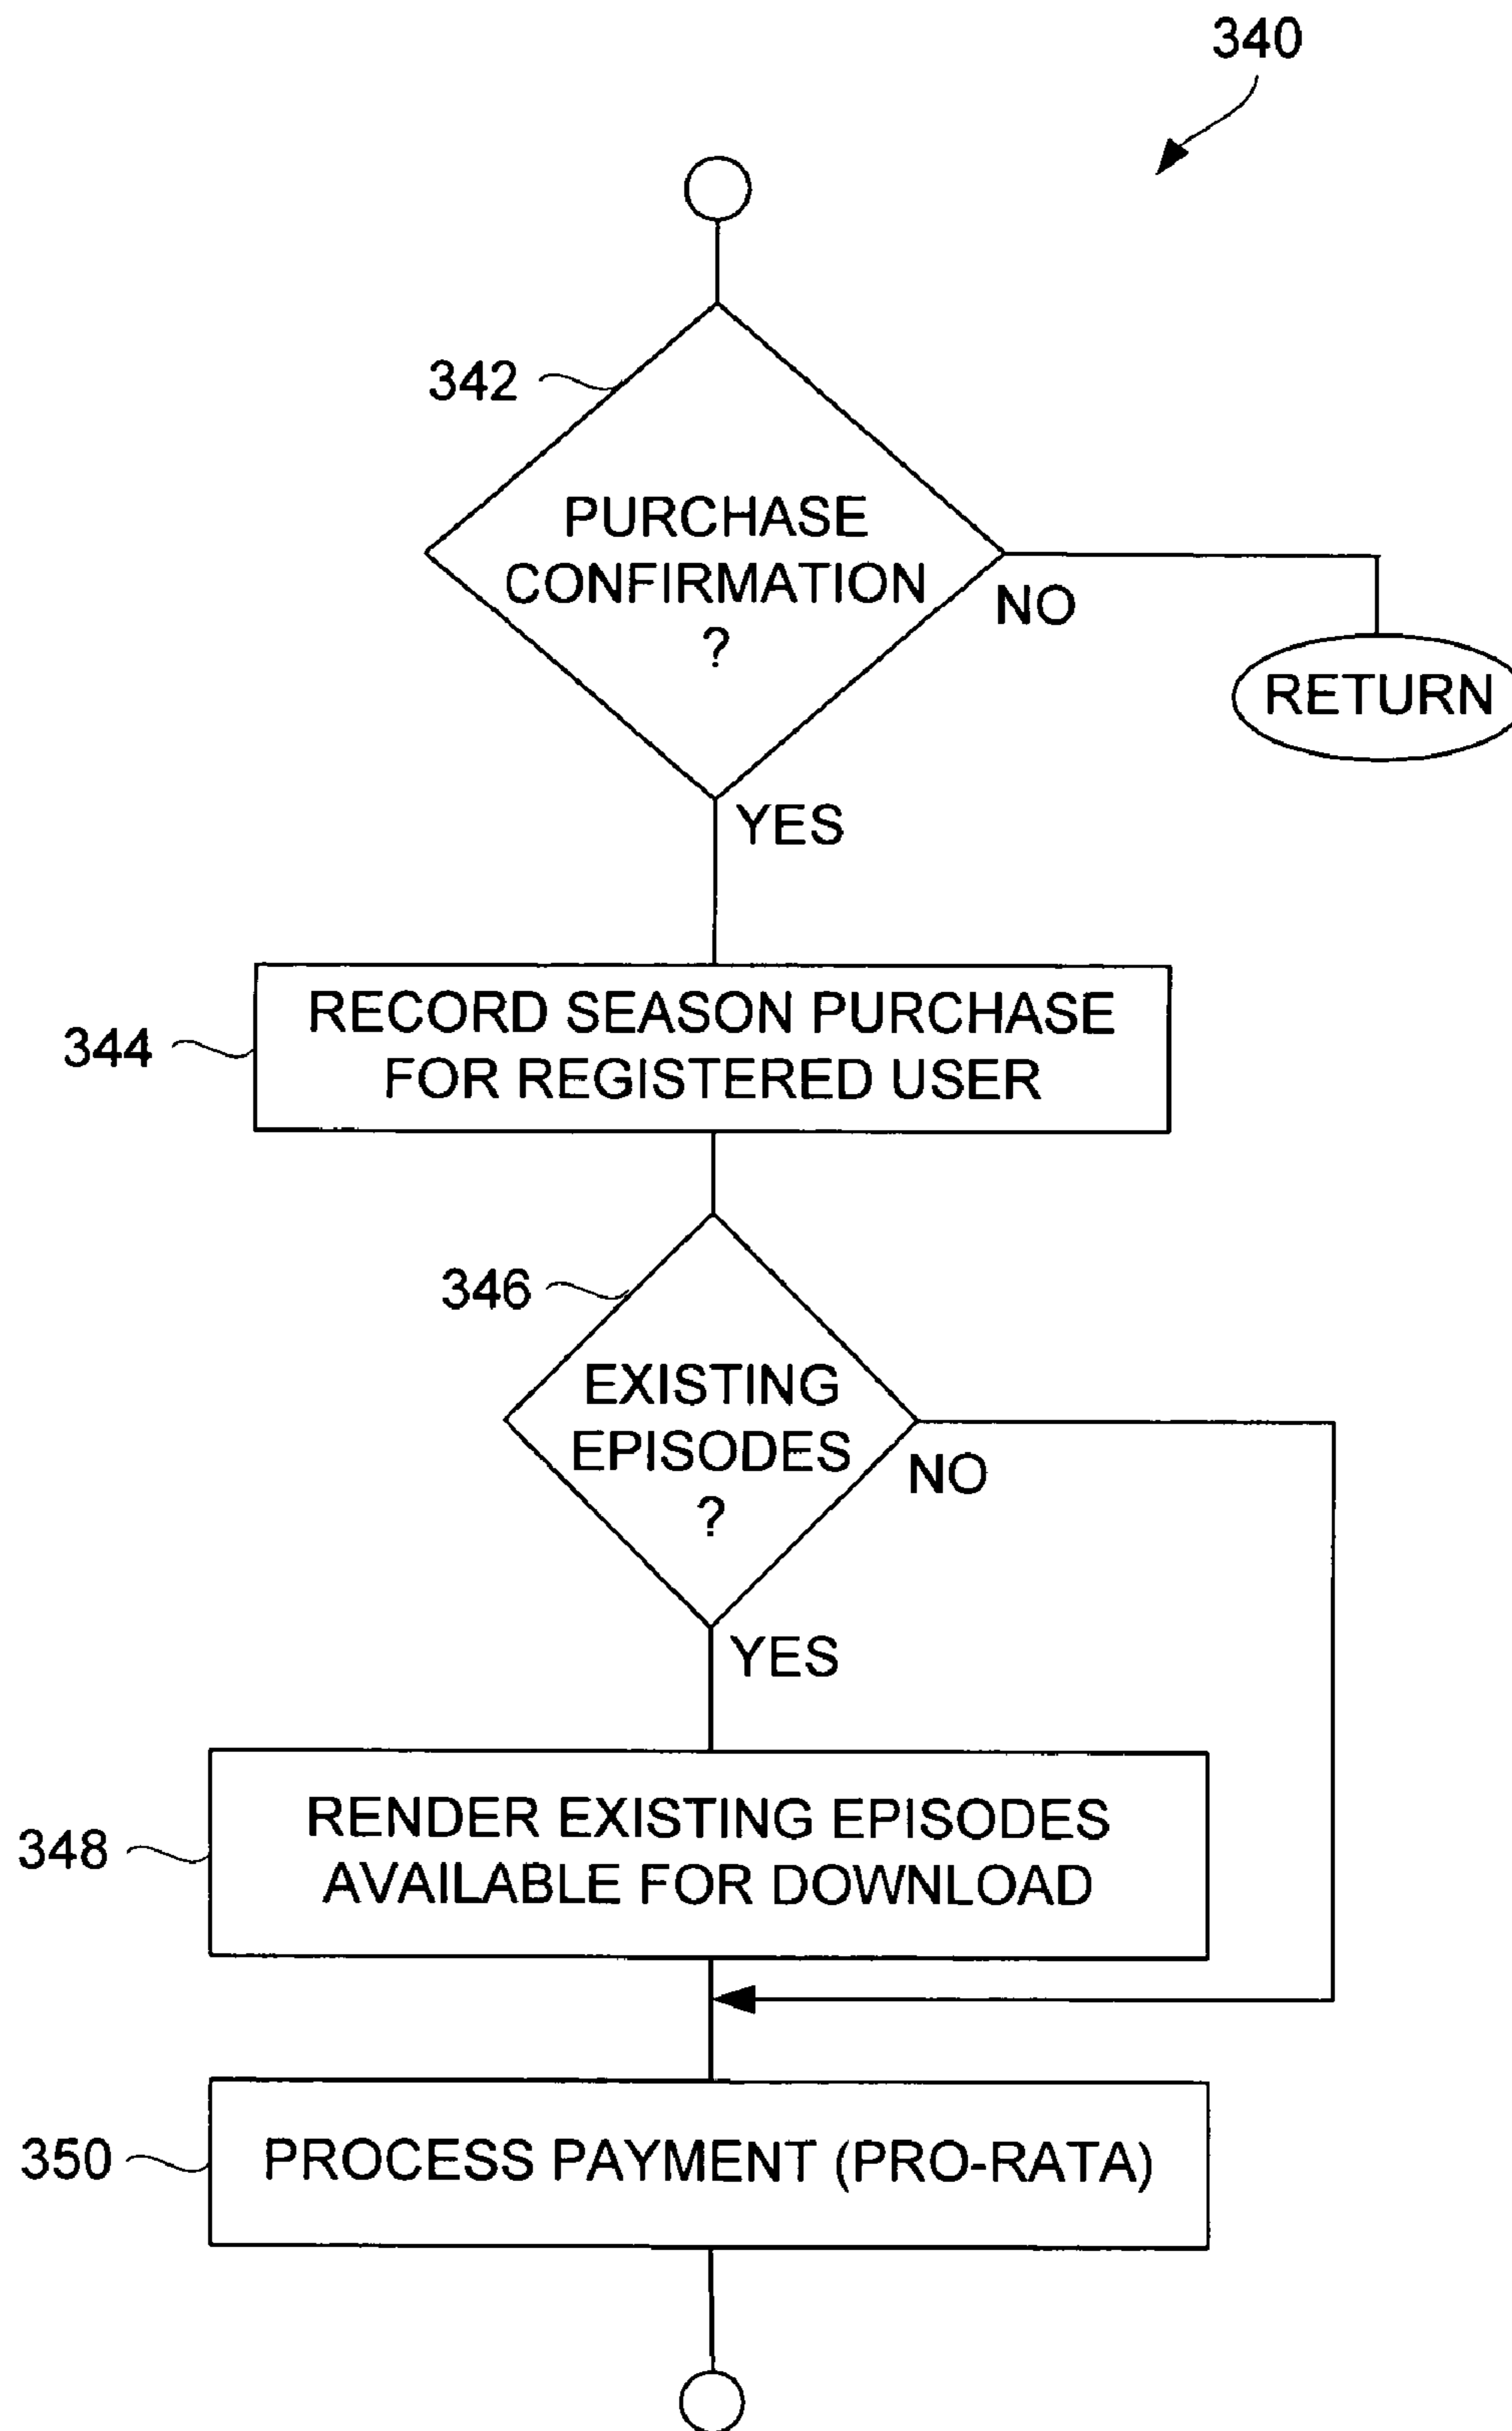 340
342
PURCHASE
CONFIRMATION
?
NO
RETURN
YES
344
RECORD SEASON PURCHASE
FOR REGISTERED USER
346
EXISTING
EPISODES
?
NO
YES
348
RENDER EXISTING EPISODES
AVAILABLE FOR DOWNLOAD
350
PROCESS PAYMENT (PRO-RATA)